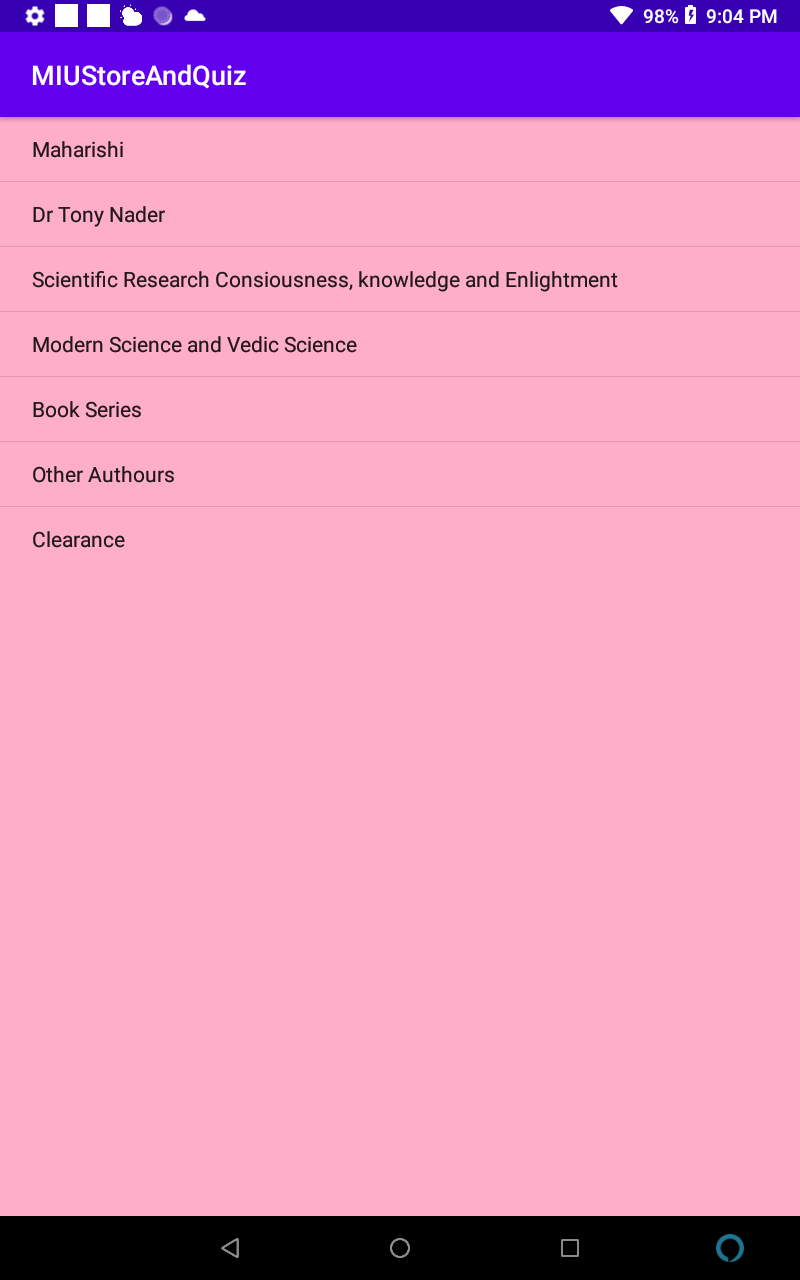 98% 9:04 PM
MIUStoreAndQuiz
Maharishi
Dr Tony Nader
Scientific Research Consiousness, knowledge and Enlightment
Modern Science and Vedic Science
Book Series
Other Authours
Clearance